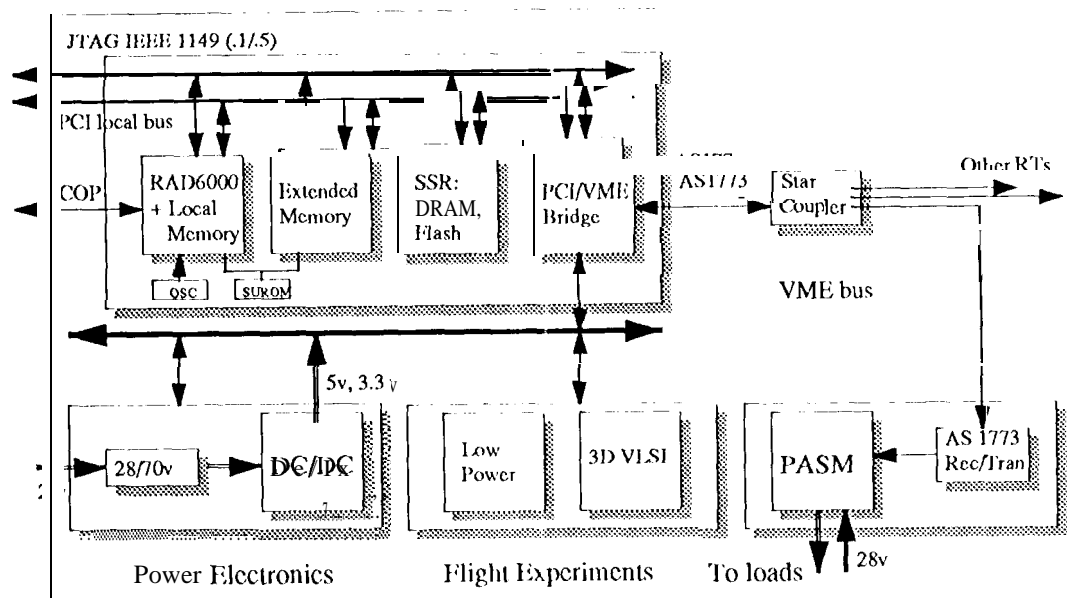 JTAG IEEE 1149 (.1/.5)
PCI local bus
COP
RAD6000
+ Local
Memory
Extended
Memory
SSR:
DRAM,
Flash
PCI/VME
Bridge
AS1773
Star
Coupler
Other RTs
OSC
SUROM
VME bus
5v, 3.3 v
28/70v
DC/DC
Low
Power
3D VLSI
PASM
AS 1773
Rec/Tran
28v
Power Electronics
Flight Experiments
To loads